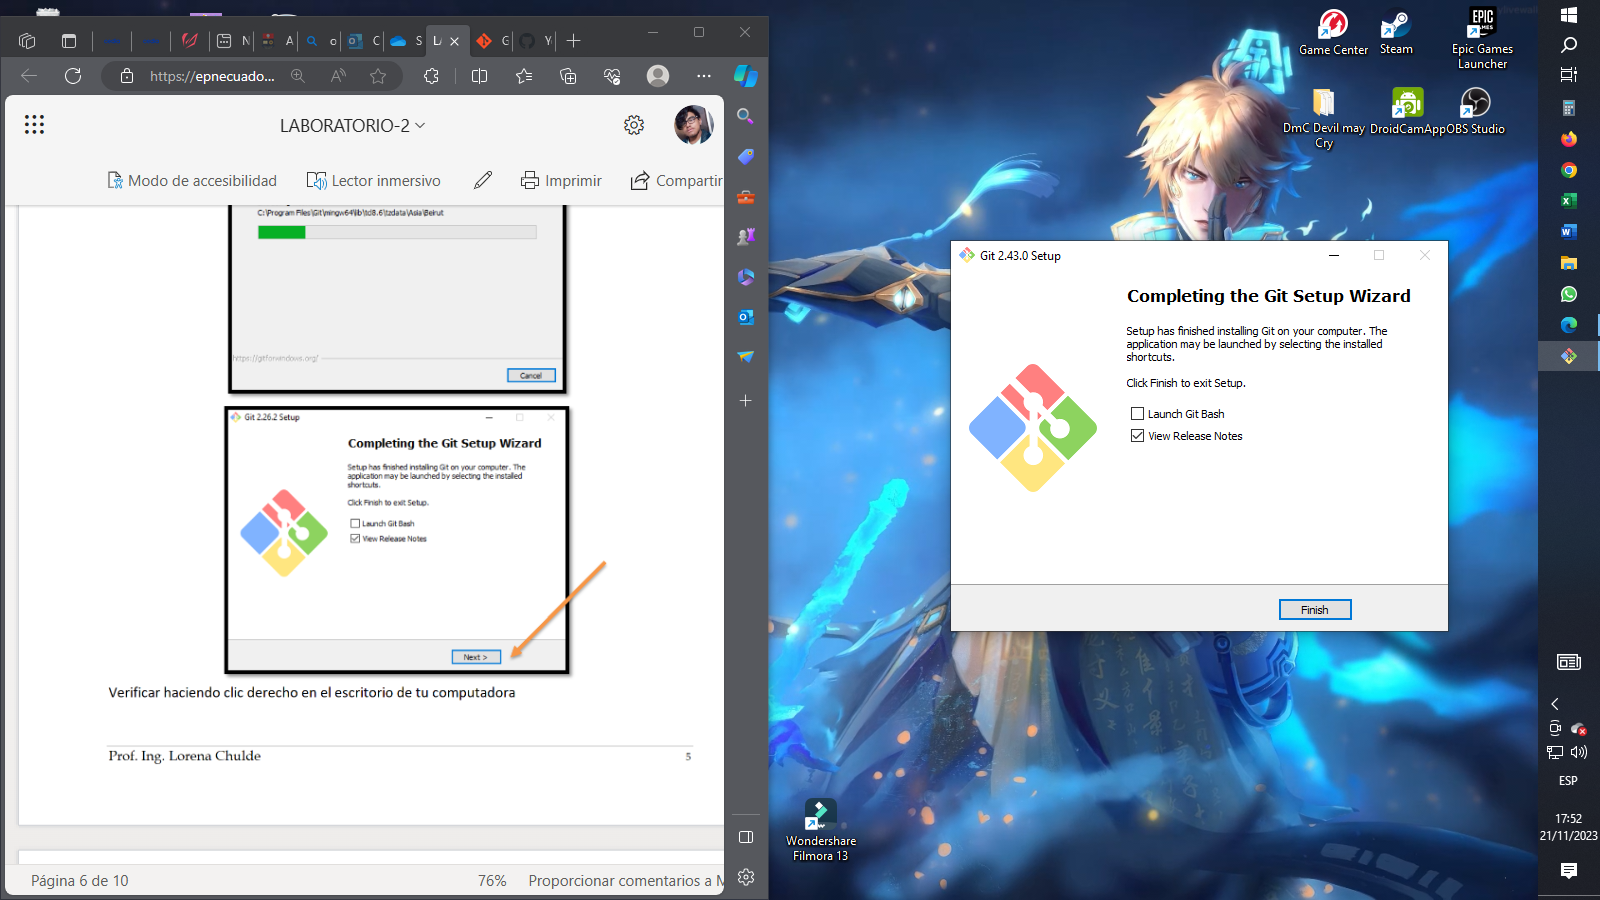 https://epnecuado...
LABORATORIO-2
Modo de accesibilidad
Lector inmersivo
Imprimir
Compartir
C:\Program Files\Git\mingw64\lib\tcl8.6\tzdata\Asia\Beirut
https://gitforwindows.org/
Cancel
Git 2.26.2 Setup
Completing the Git Setup Wizard
Setup has finished installing Git on your computer. The
application may be launched by selecting the installed
shortcuts.
Click Finish to exit Setup.
Launch Git Bash
View Release Notes
Next >
Verificar haciendo clic derecho en el escritorio de tu computadora
Prof. Ing. Lorena Chulde
5
Página 6 de 10
76%
Proporcionar comentarios a M
Game Center
Steam
EPIC
GAMES
Epic Games
Launcher
DmC Devil may
Cry
DroidCamApp
OBS Studio
Git 2.43.0 Setup
Completing the Git Setup Wizard
Setup has finished installing Git on your computer. The
application may be launched by selecting the installed
shortcuts.
Click Finish to exit Setup.
Launch Git Bash
View Release Notes
Finish
Wondershare
Filmora 13
ESP
17:52
21/11/2023